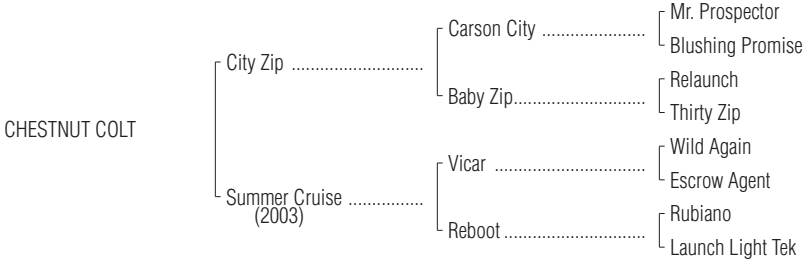 Mr. Prospector
Carson City ......................
Blushing Promise
City Zip ............................
Relaunch
Baby Zip............................
Thirty Zip
CHESTNUT COLT
Wild Again
Vicar ................................
Escrow Agent
Summer Cruise ................
(2003)
Rubiano
Reboot ..............................
Launch Light Tek